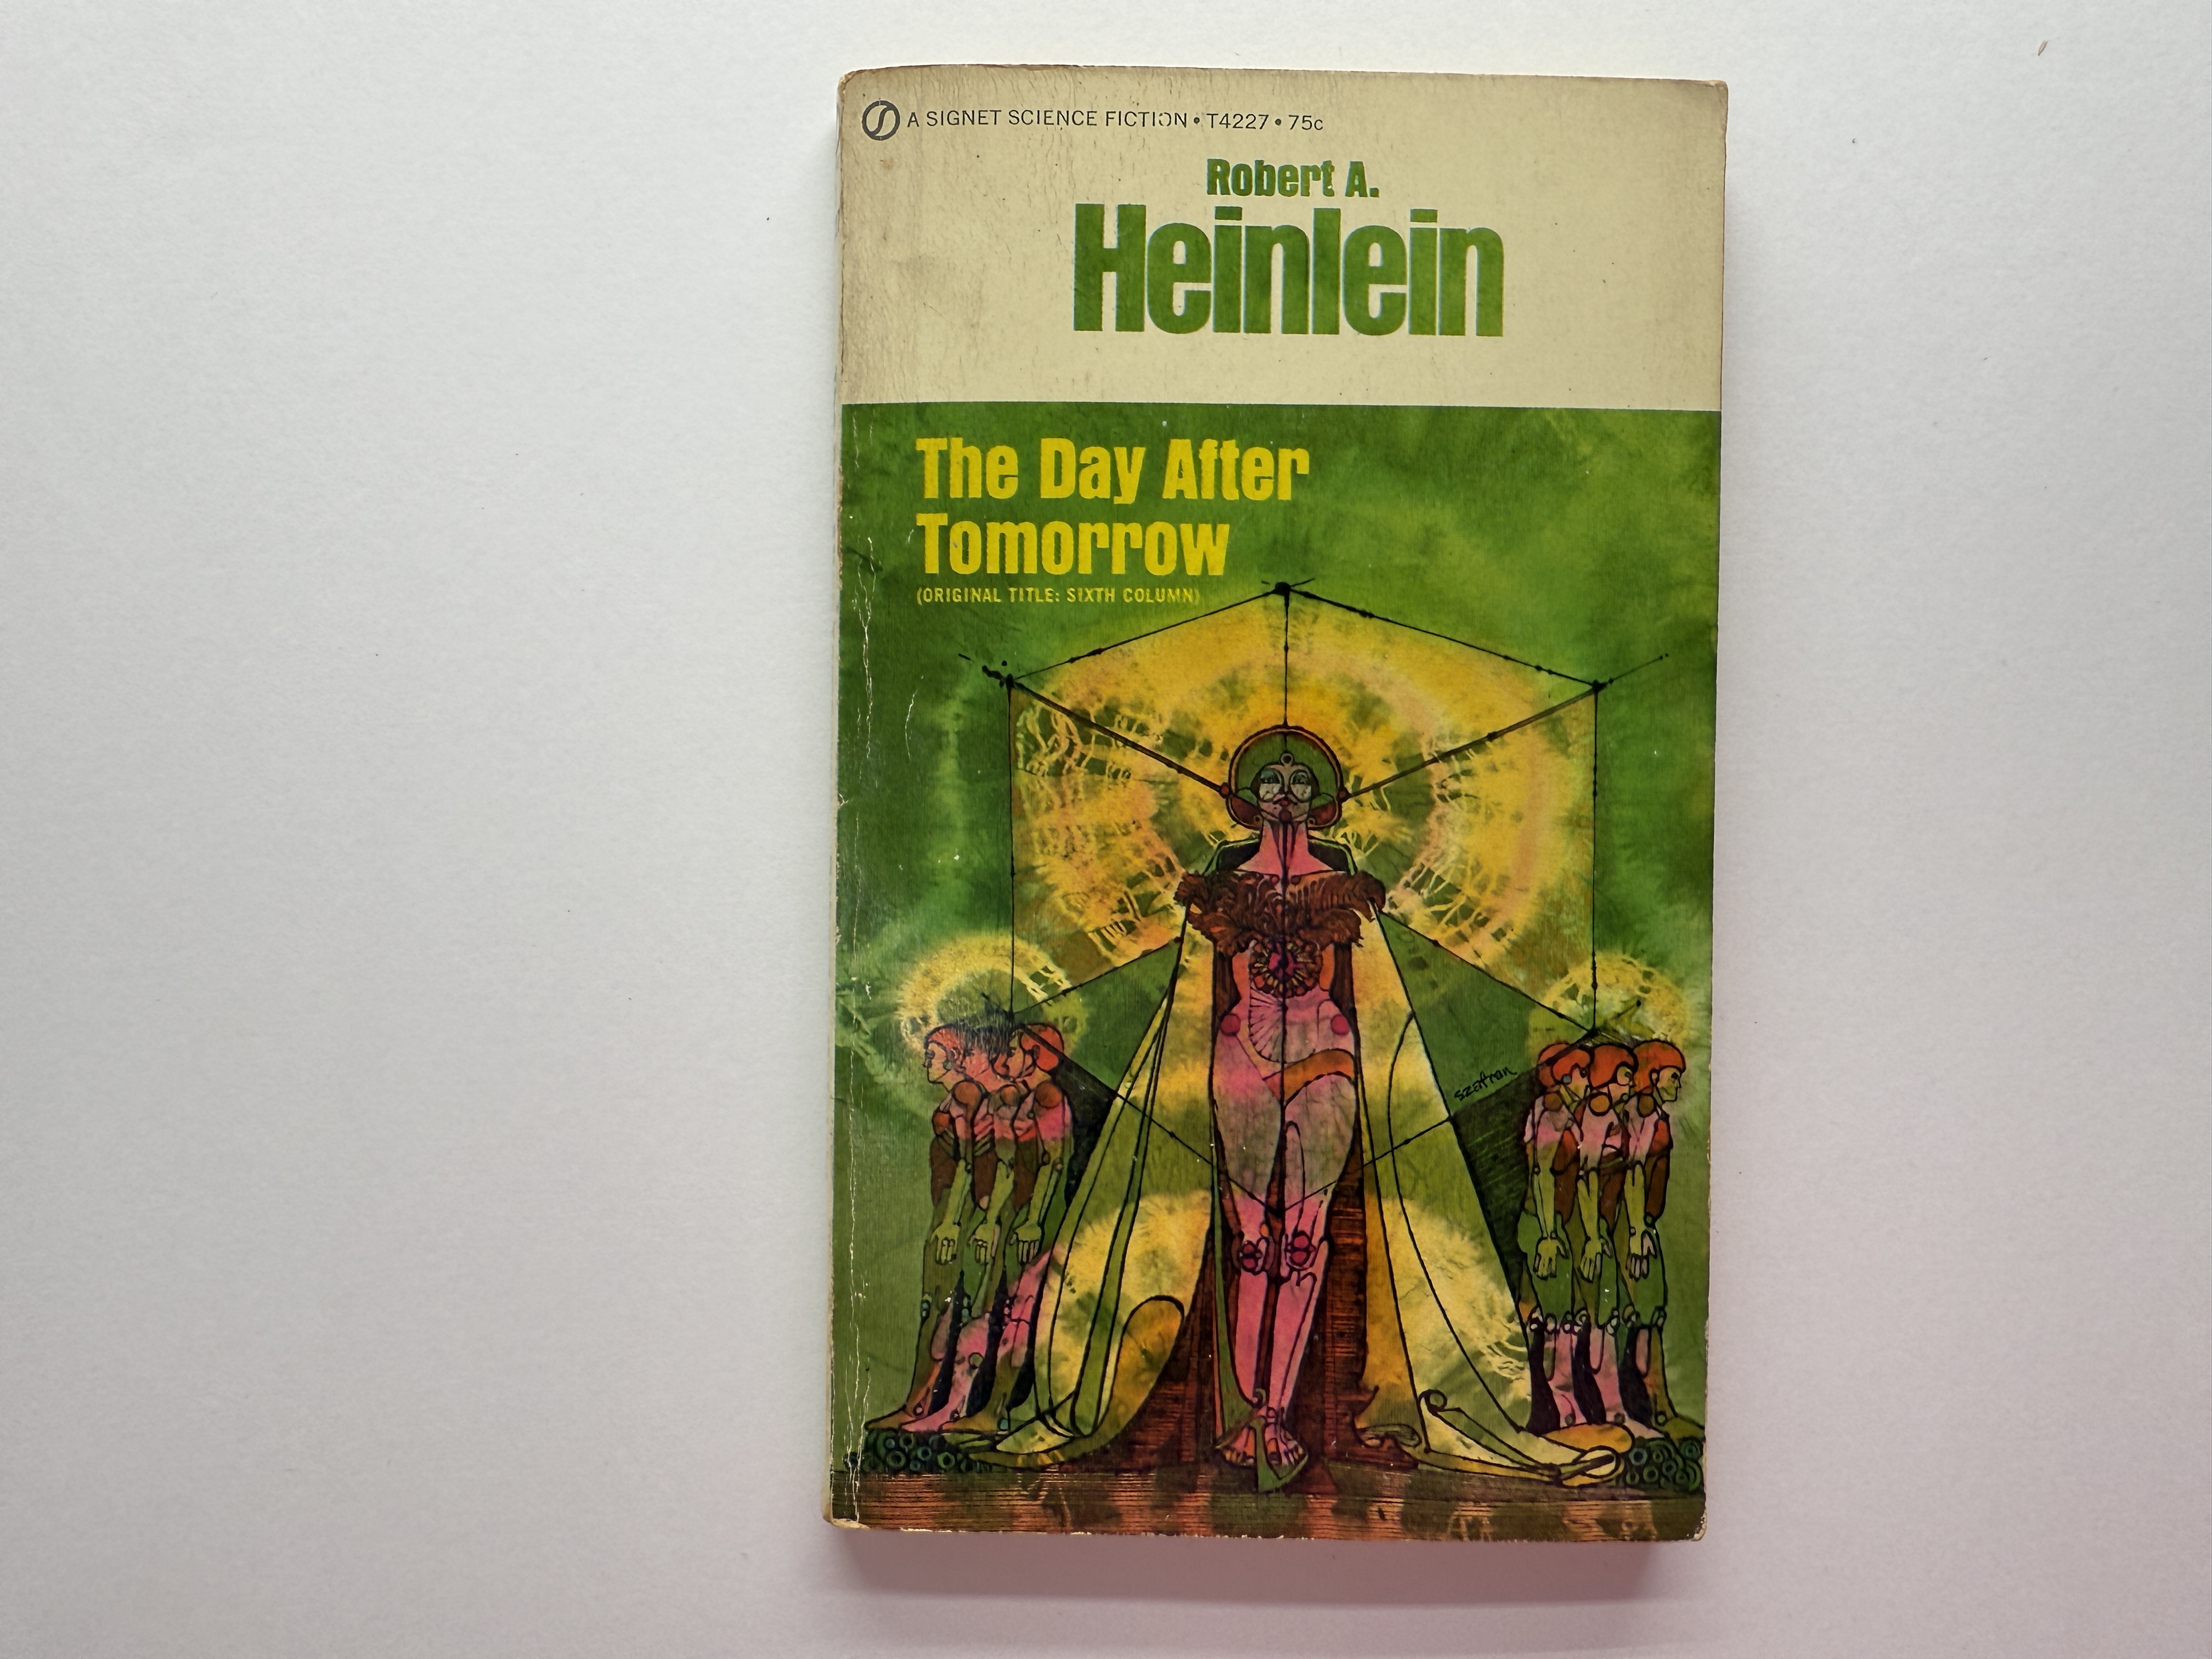 A SIGNET SCIENCE FICTION • T4227 • 75c
Robert A.
Heinlein
The Day After
Tomorrow
(ORIGINAL TITLE: SIXTH COLUMN)
szafran